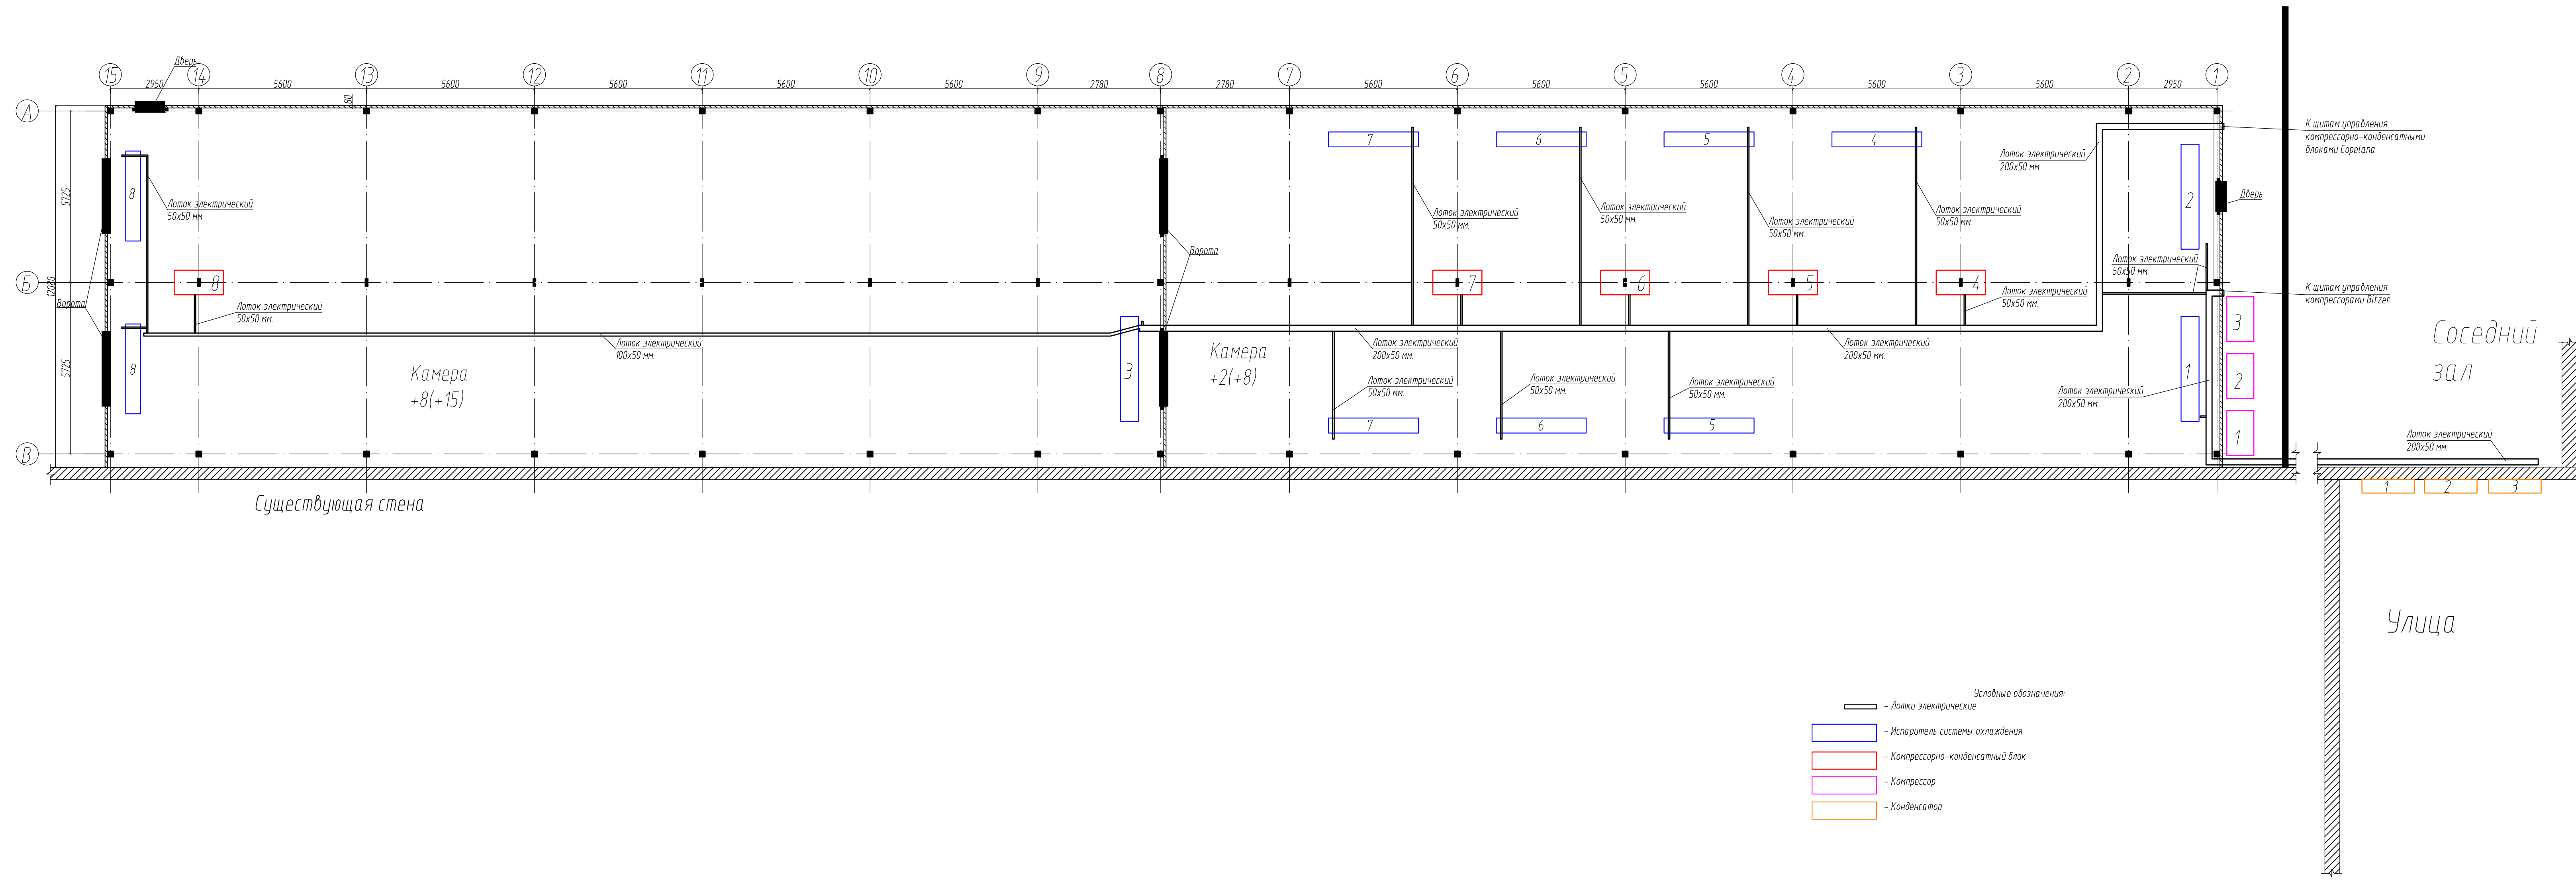 Дверь
15
14
13
12
11
10
9
8
7
6
5
4
3
2
1
2950
5600
5600
5600
5600
5600
2780
2780
5600
5600
5600
5600
5600
2950
80
А
Б
В
5725
5725
12080
К щитам управления
компрессорно-конденсатными
блоками Copelana
7
6
5
4
Лоток электрический
200х50 мм.
8
2
Дверь
Лоток электрический
50х50 мм.
Лоток электрический
50х50 мм.
Лоток электрический
50х50 мм.
Лоток электрический
50х50 мм.
Лоток электрический
50х50 мм.
Ворота
Лоток электрический
50х50 мм.
8
7
6
5
4
Лоток электрический
50х50 мм.
К щитам управления
компрессорами Bitzer
Ворота
Лоток электрический
50х50 мм.
3
Соседний
зал
Лоток электрический
100х50 мм.
Лоток электрический
200х50 мм.
Лоток электрический
200х50 мм.
Камера
+8(+15)
Камера
+2(+8)
8
3
1
2
Лоток электрический
50х50 мм.
Лоток электрический
50х50 мм.
Лоток электрический
50х50 мм.
Лоток электрический
200х50 мм.
7
6
5
1
Лоток электрический
200х50 мм.
1
2
3
Существующая стена
Улица
Условные обозначения:
- Лотки электрические
- Испаритель системы охлаждения
- Компрессорно-конденсатный блок
- Компрессор
- Конденсатор